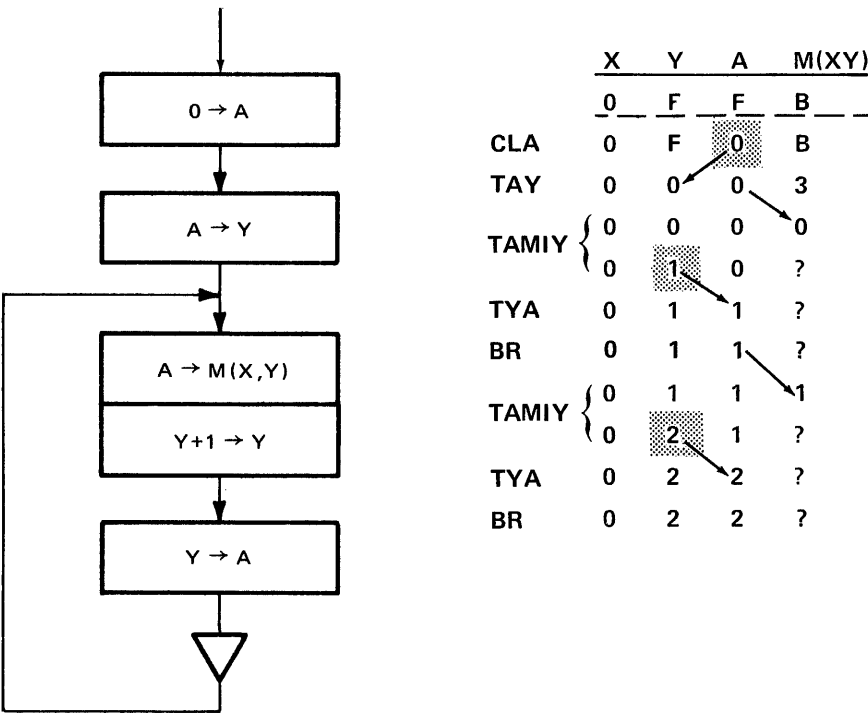 0 → A
A → Y
A → M(X,Y)
Y+1 → Y
Y → A
X Y A M(XY)
0 F F B
CLA 0 F 0 B
TAY 0 0 0 3
TAMIY { 0 0 0 0
0 1 0 ?
TYA 0 1 1 ?
BR 0 1 1 ?
TAMIY { 0 1 1 1
0 2 1 ?
TYA 0 2 2 ?
BR 0 2 2 ?